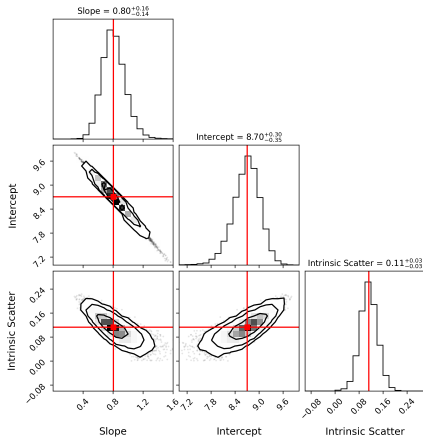 Slope = 0.80+0.16−0.14
Intercept = 8.70+0.30−0.35
Intrinsic Scatter = 0.11+0.03−0.03
Intercept
9.6
9.0
8.4
7.8
7.2
Intrinsic Scatter
0.24
0.16
0.08
0.00
−0.08
0.4 0.8 1.2 1.6
7.2 7.8 8.4 9.0 9.6
−0.08 0.00 0.08 0.16 0.24
Slope Intercept Intrinsic Scatter